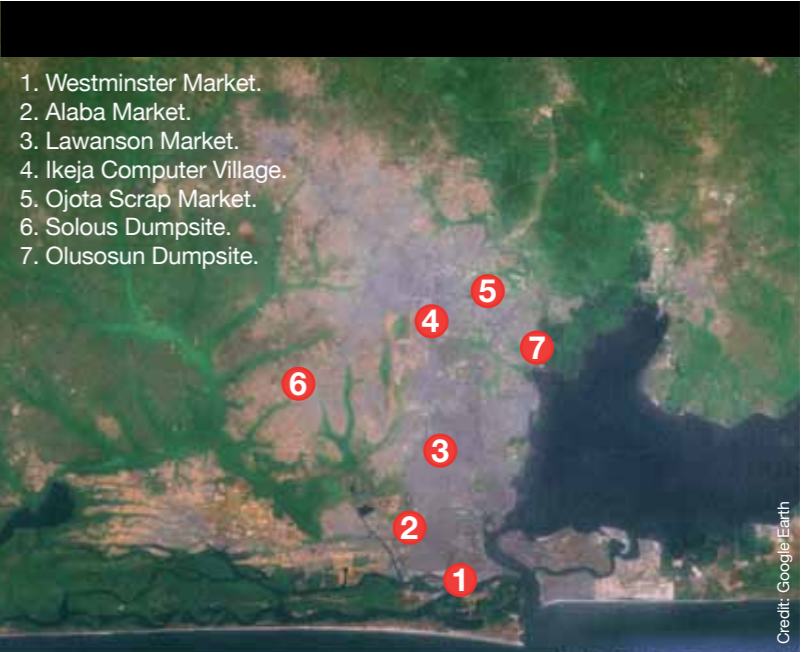 1. Westminster Market.
2. Alaba Market.
3. Lawanson Market.
4. Ikeja Computer Village.
5. Ojota Scrap Market.
6. Solous Dumpsite.
7. Olusosun Dumpsite.
5
4
7
6
3
2
1
Credit: Google Earth